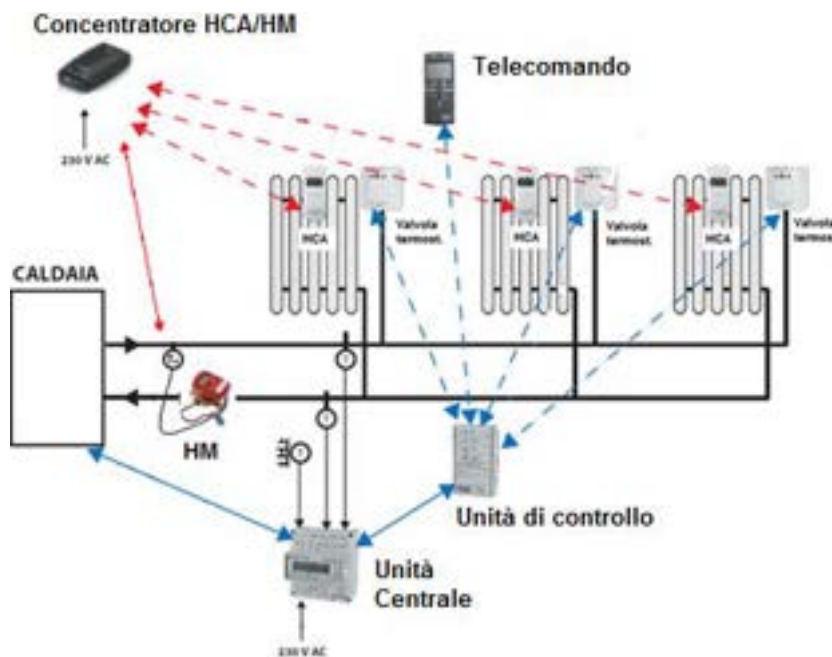 Concentratore HCA/HM
Telecomando
230 V AC
HCA
Valvola
termost.
HCA
Valvola
termost.
HCA
Valvola
termost.
CALDAIA
HM
Unità di controllo
Unità
Centrale
230 V AC